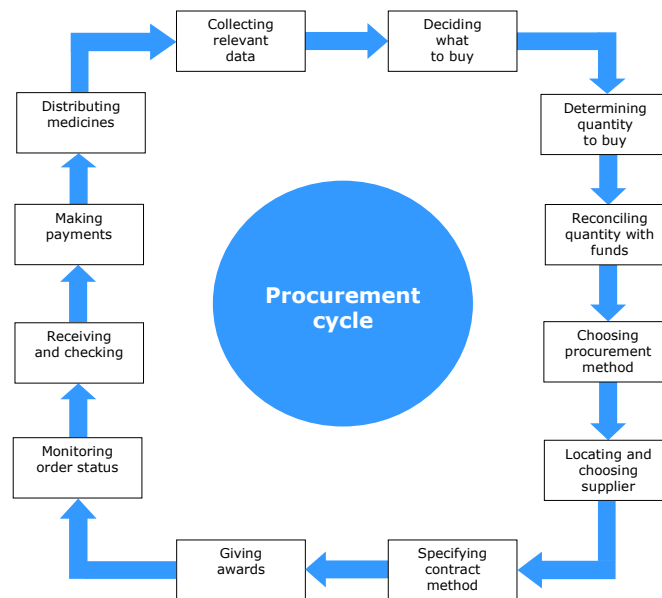 Collecting
relevant
data
Deciding
what
to buy
Determining
quantity
to buy
Reconciling
quantity with
funds
Choosing
procurement
method
Locating and
choosing
supplier
Specifying
contract
method
Giving
awards
Monitoring
order status
Receiving
and checking
Making
payments
Distributing
medicines
Procurement
cycle